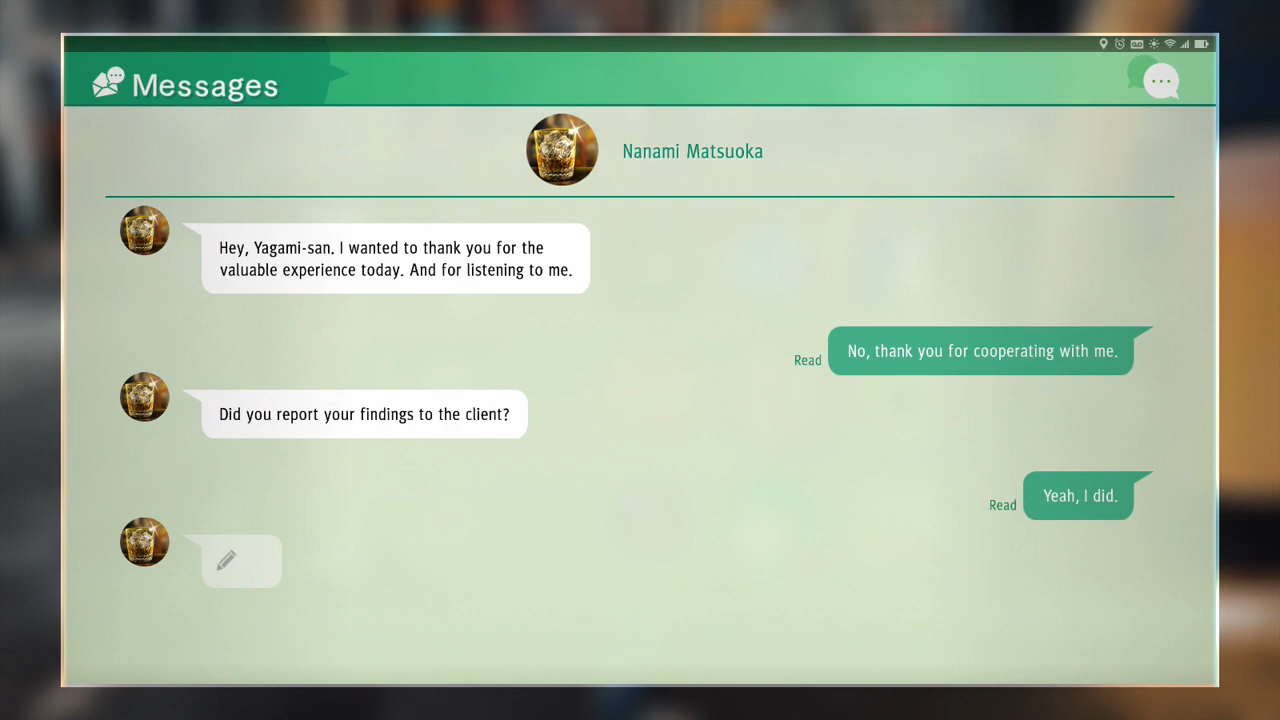 Messages
Nanami Matsuoka
Hey, Yagami-san. I wanted to thank you for the
valuable experience today. And for listening to me.
No, thank you for cooperating with me.
Read
Did you report your findings to the client?
Yeah, I did.
Read